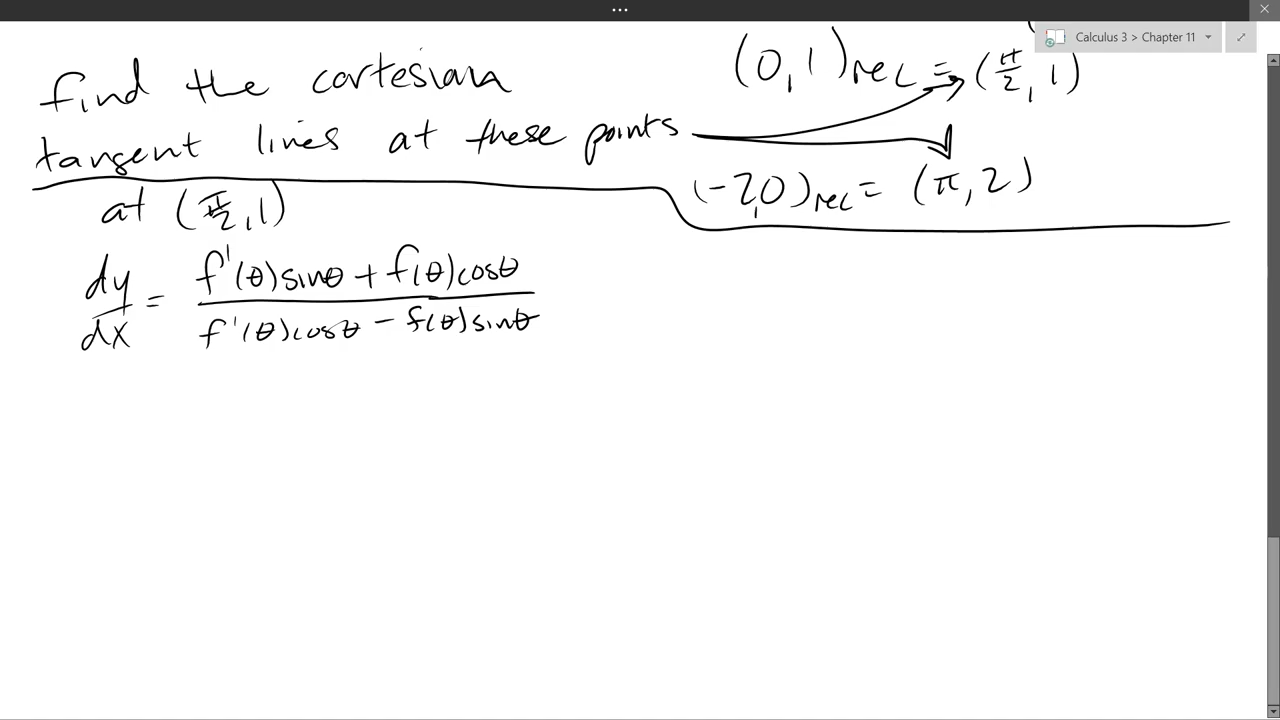 ...
Calculus 3 > Chapter 11
find the cartesian
tangent lines at these points
(0,1)rec = (π/2, 1)
(-2,0)rec = (π, 2)
at (π/2, 1)
dy/dx = (f'(θ)sinθ + f(θ)cosθ)/(f'(θ)cosθ - f(θ)sinθ)